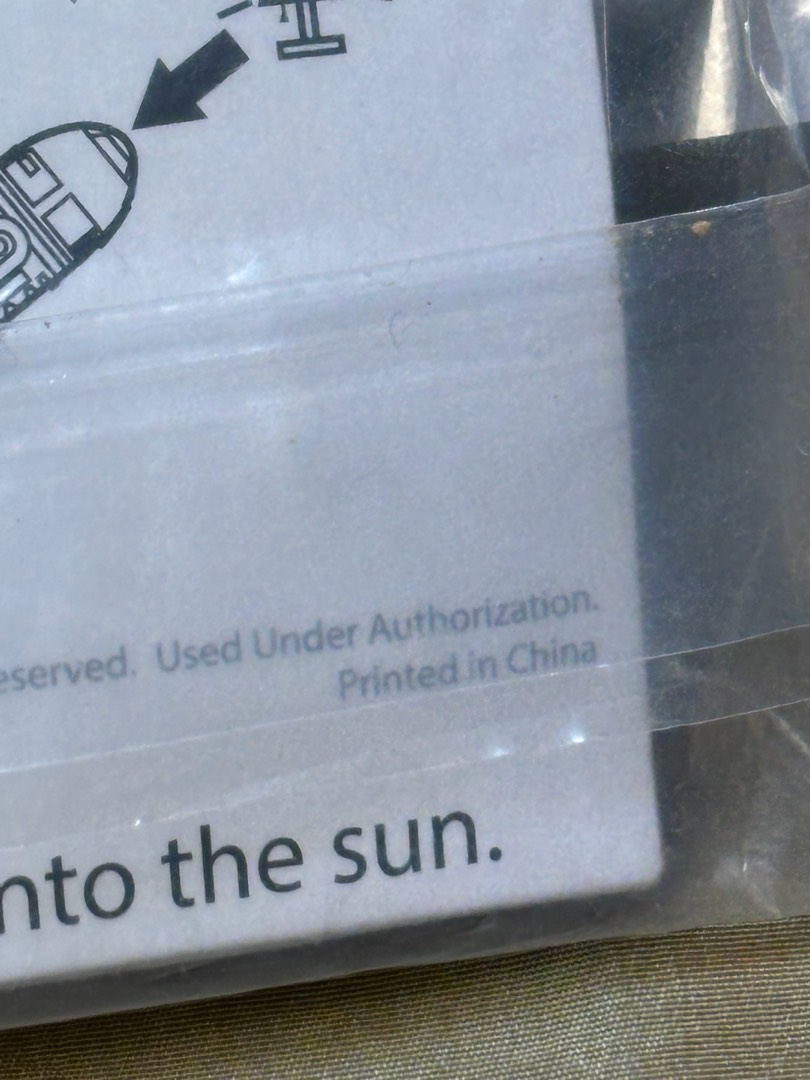 eserved. Used Under Authorization.
Printed in China
nto the sun.